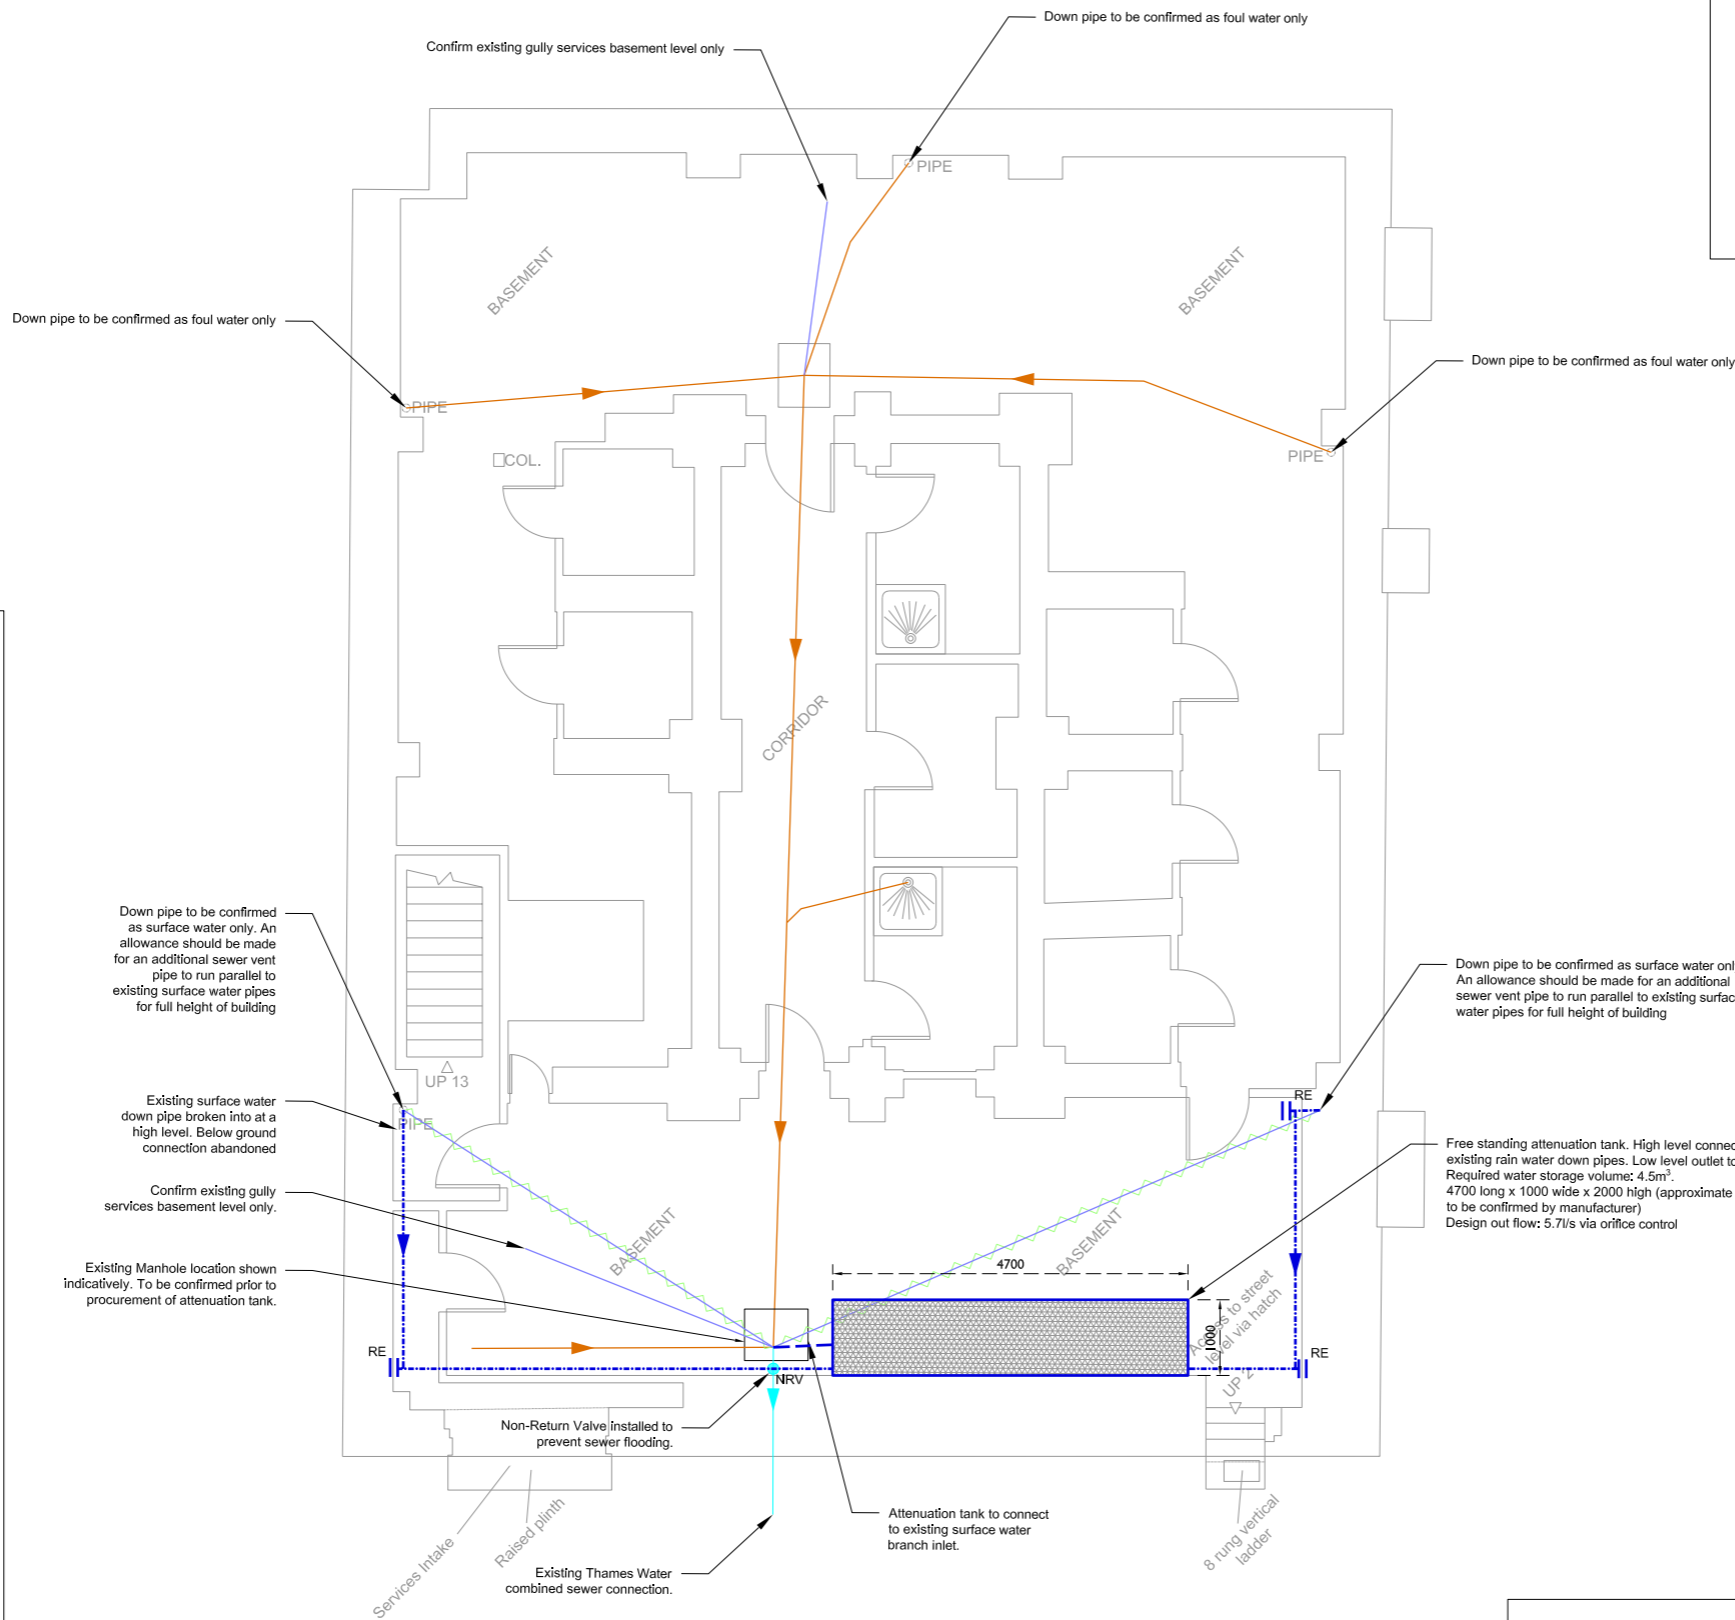 Down pipe to be confirmed as foul water only
Confirm existing gully services basement level only
PIPE
BASEMENT
BASEMENT
Down pipe to be confirmed as foul water only
Down pipe to be confirmed as foul water only
PIPE
PIPE
COL.
CORRIDOR
Down pipe to be confirmed
as surface water only. An
allowance should be made
for an additional sewer vent
pipe to run parallel to
existing surface water pipes
for full height of building
Down pipe to be confirmed as surface water onl
An allowance should be made for an additional
sewer vent pipe to run parallel to existing surfac
water pipes for full height of building
UP 13
Existing surface water
down pipe broken into at a
high level. Below ground
connection abandoned
PIPE
RE
Free standing attenuation tank. High level connec
existing rain water down pipes. Low level outlet to
Required water storage volume: 4.5m³.
4700 long x 1000 wide x 2000 high (approximate
to be confirmed by manufacturer)
Design out flow: 5.7l/s via orifice control
Confirm existing gully
services basement level only.
BASEMENT
BASEMENT
Existing Manhole location shown
indicatively. To be confirmed prior to
procurement of attenuation tank.
4700
1000
Access to street
level via hatch
RE
RE
NRV
UP 2
Non-Return Valve installed to
prevent sewer flooding.
Attenuation tank to connect
to existing surface water
branch inlet.
Services Intake
Raised plinth
8 rung vertical
ladder
Existing Thames Water
combined sewer connection.